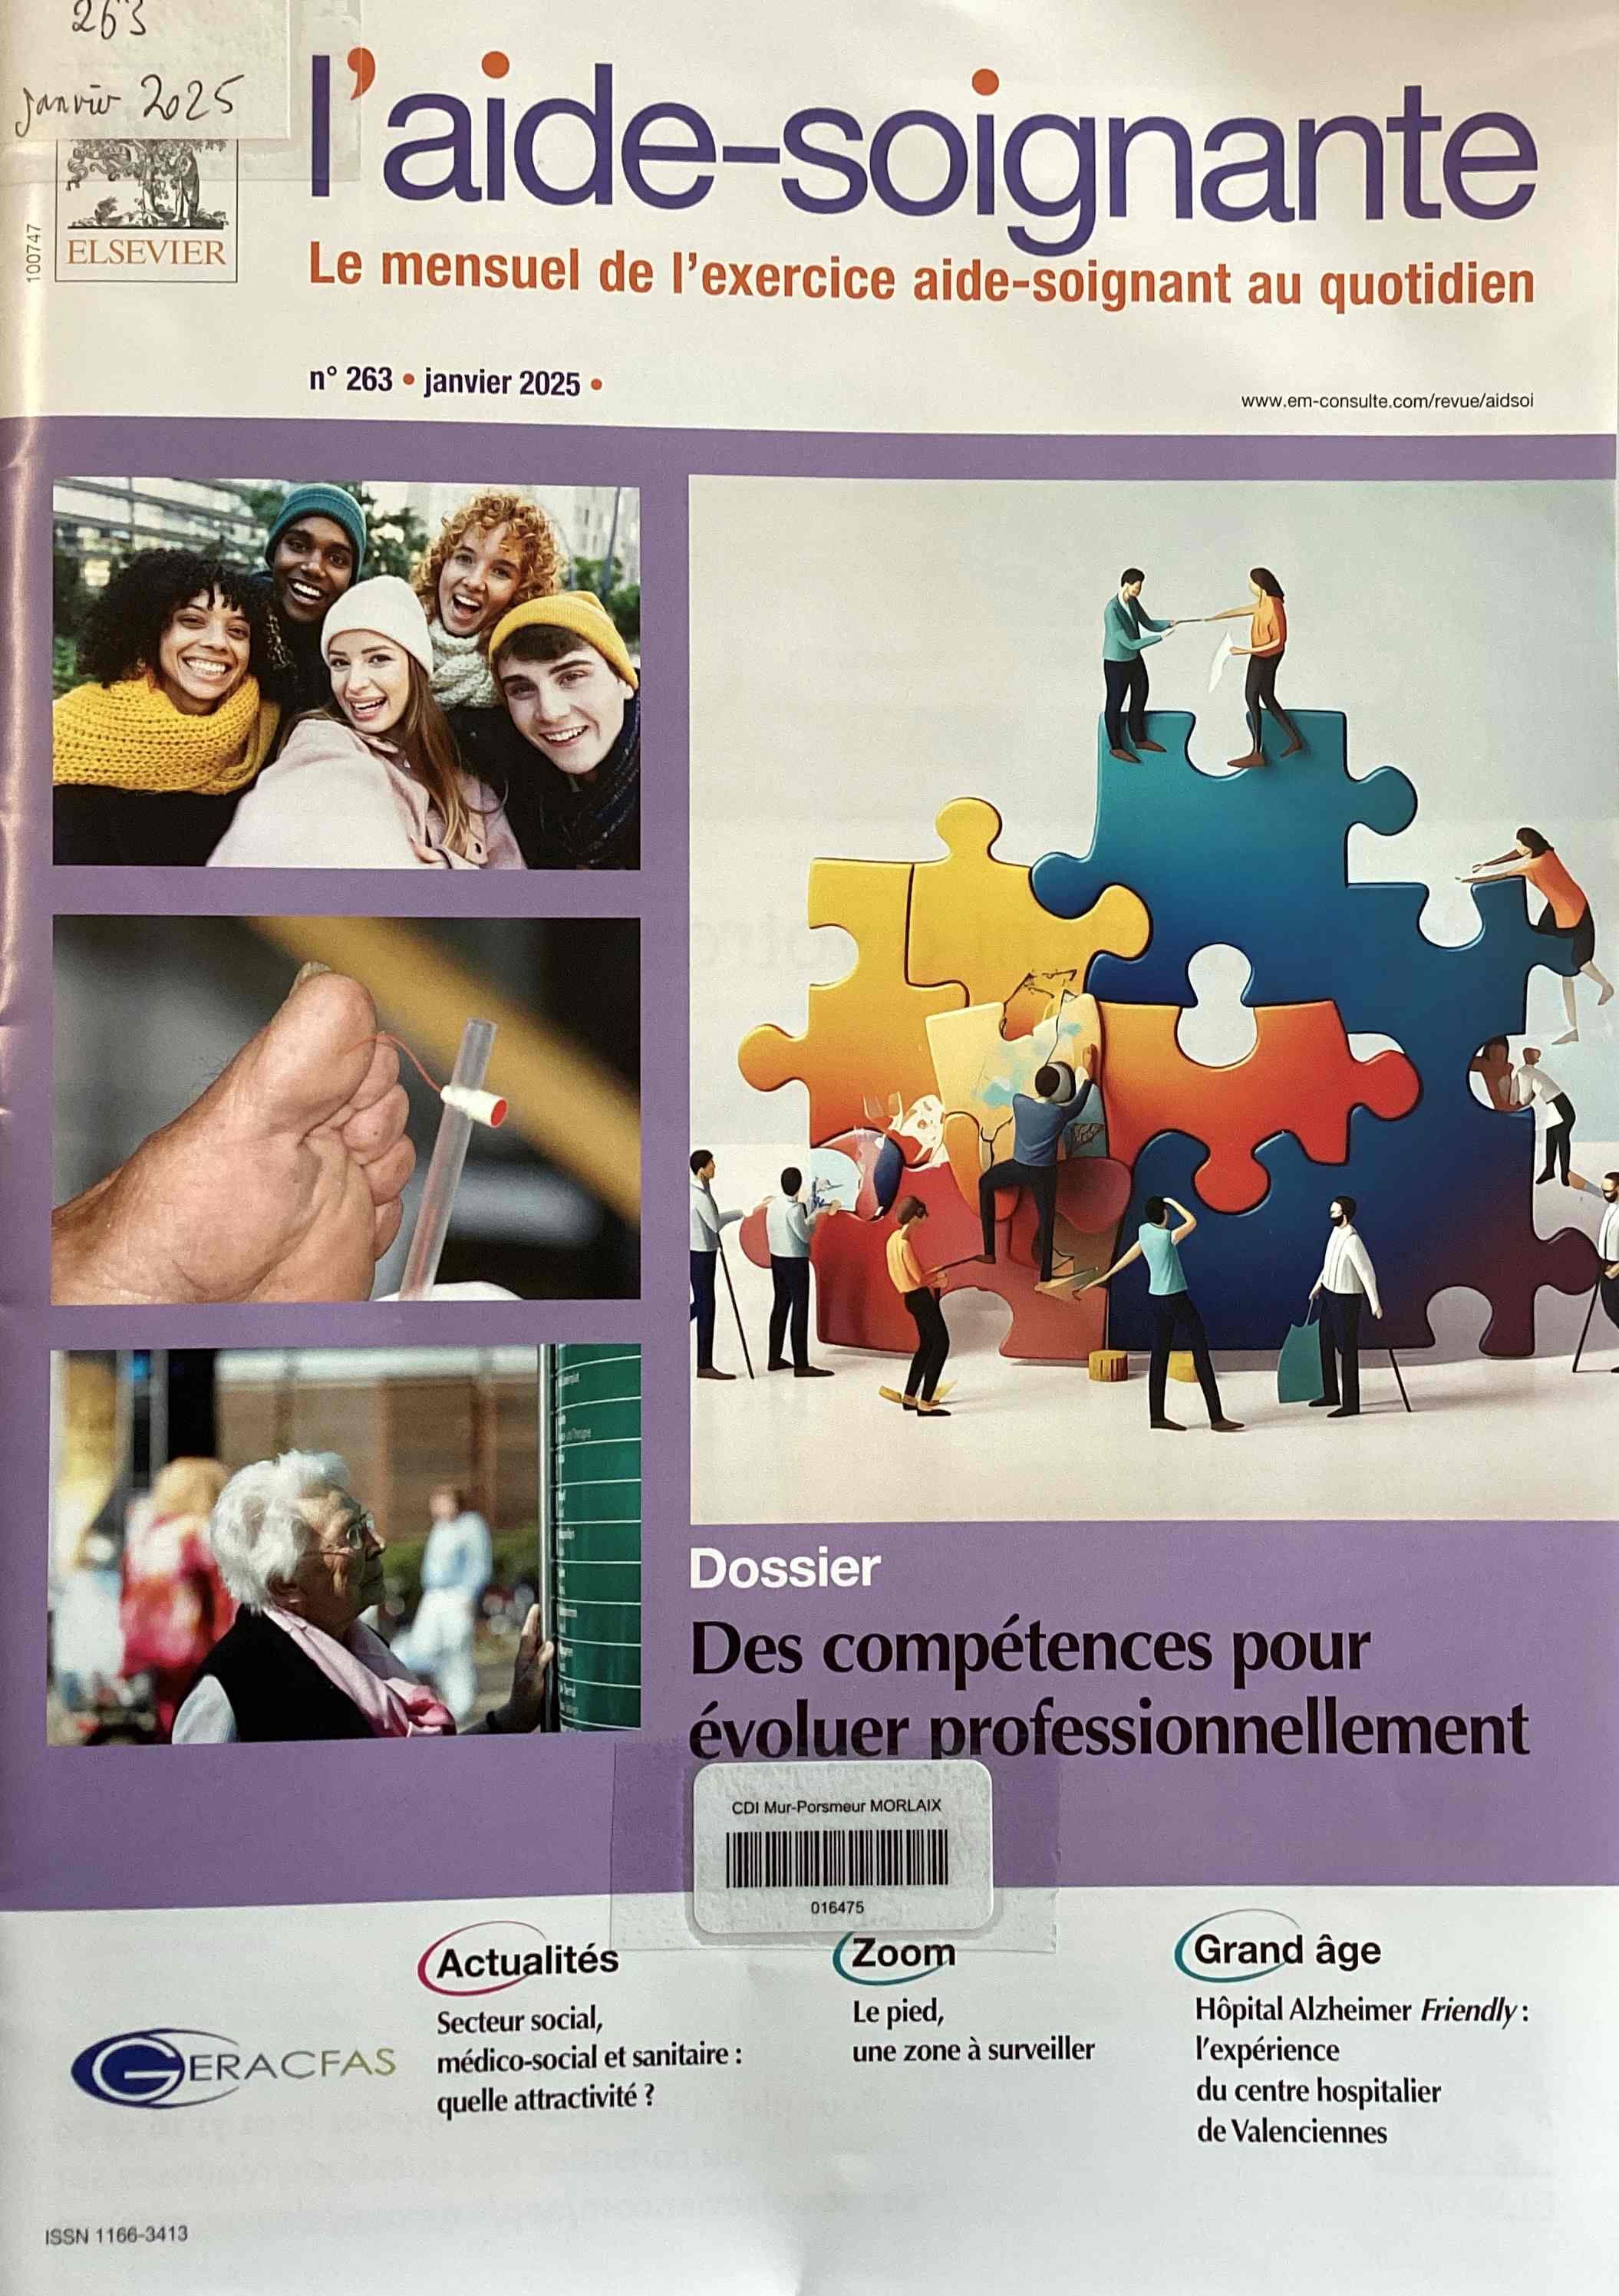 263
janvier 2025
l'aide-soignante
ELSEVIER
100747
Le mensuel de l'exercice aide-soignant au quotidien
n° 263 • janvier 2025 •
www.em-consulte.com/revue/aidsoi
Dossier
Des compétences pour
évoluer professionnellement
CDI Mur-Porsmeur MORLAIX
016475
Actualités
Secteur social,
médico-social et sanitaire :
quelle attractivité ?
Zoom
Le pied,
une zone à surveiller
Grand âge
Hôpital Alzheimer Friendly :
l'expérience
du centre hospitalier
de Valenciennes
GERACFAS
ISSN 1166-3413